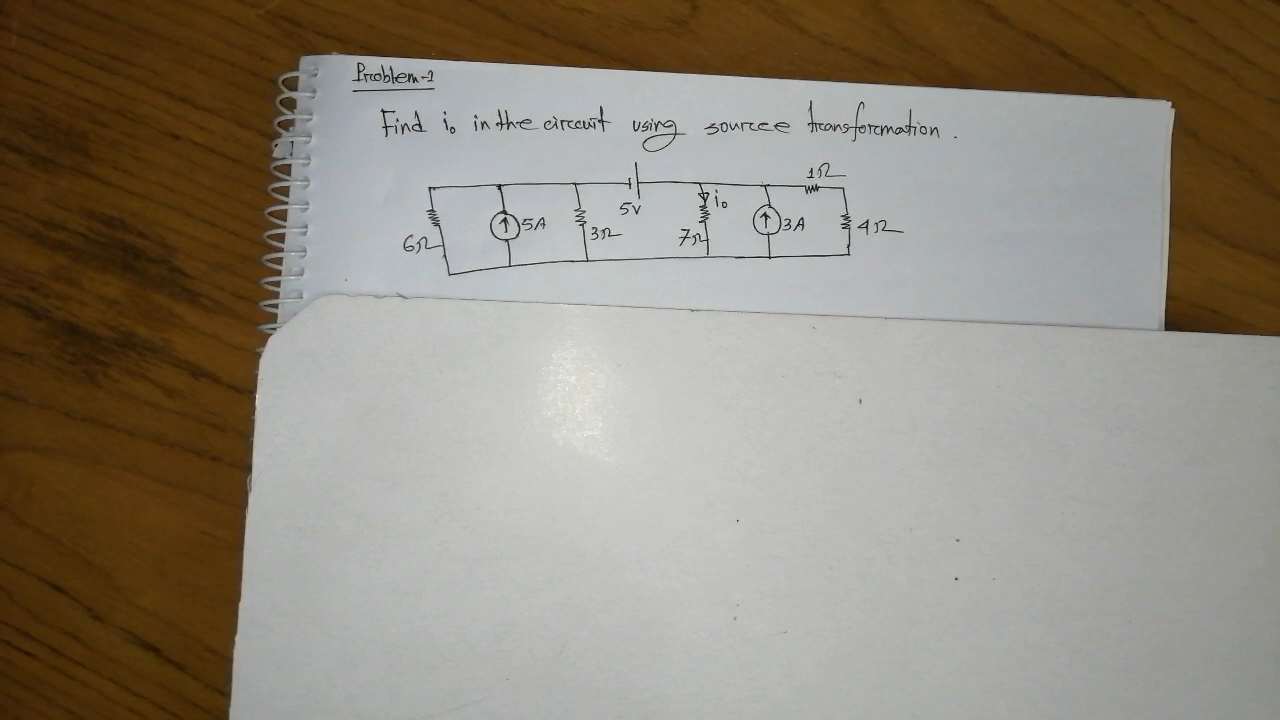 Problem-1
Find i₀ in the circuit using source transformation.
1Ω
i₀
5V
5A
3Ω
7Ω
3A
4Ω
6Ω